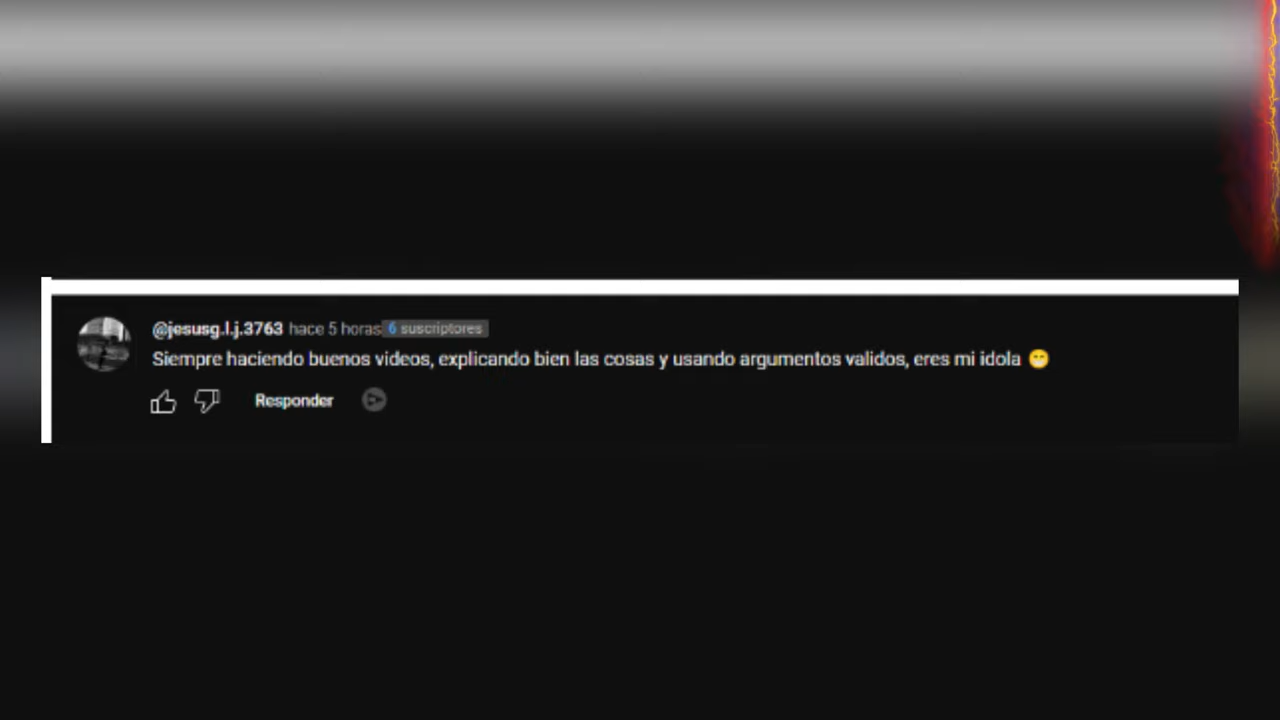 @jesusg.l.j.3763 hace 5 horas 6 suscriptores
Siempre haciendo buenos videos, explicando bien las cosas y usando argumentos validos, eres mi idola 😁
Responder